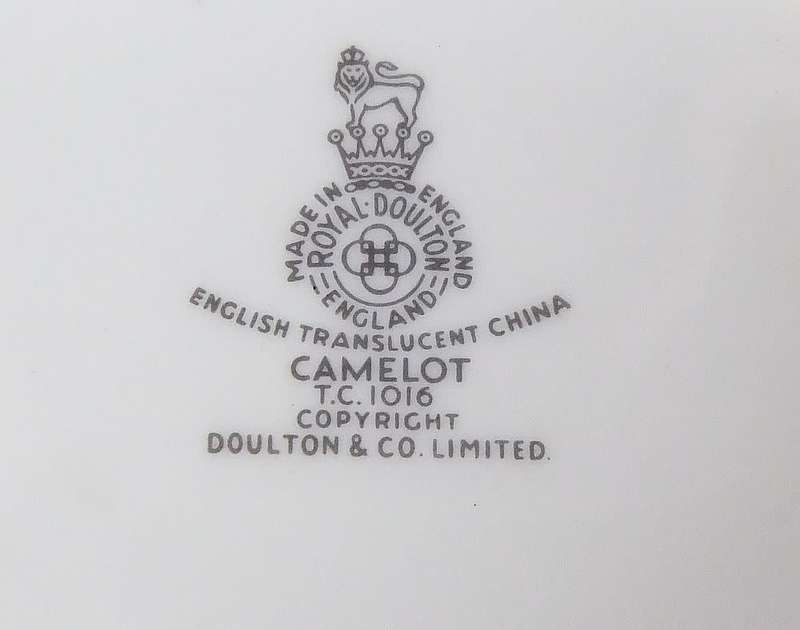 MADE IN ENGLAND
ROYAL·DOULTON
ENGLAND
ENGLISH TRANSLUCENT CHINA
CAMELOT
T.C.1016
COPYRIGHT
DOULTON & CO. LIMITED.